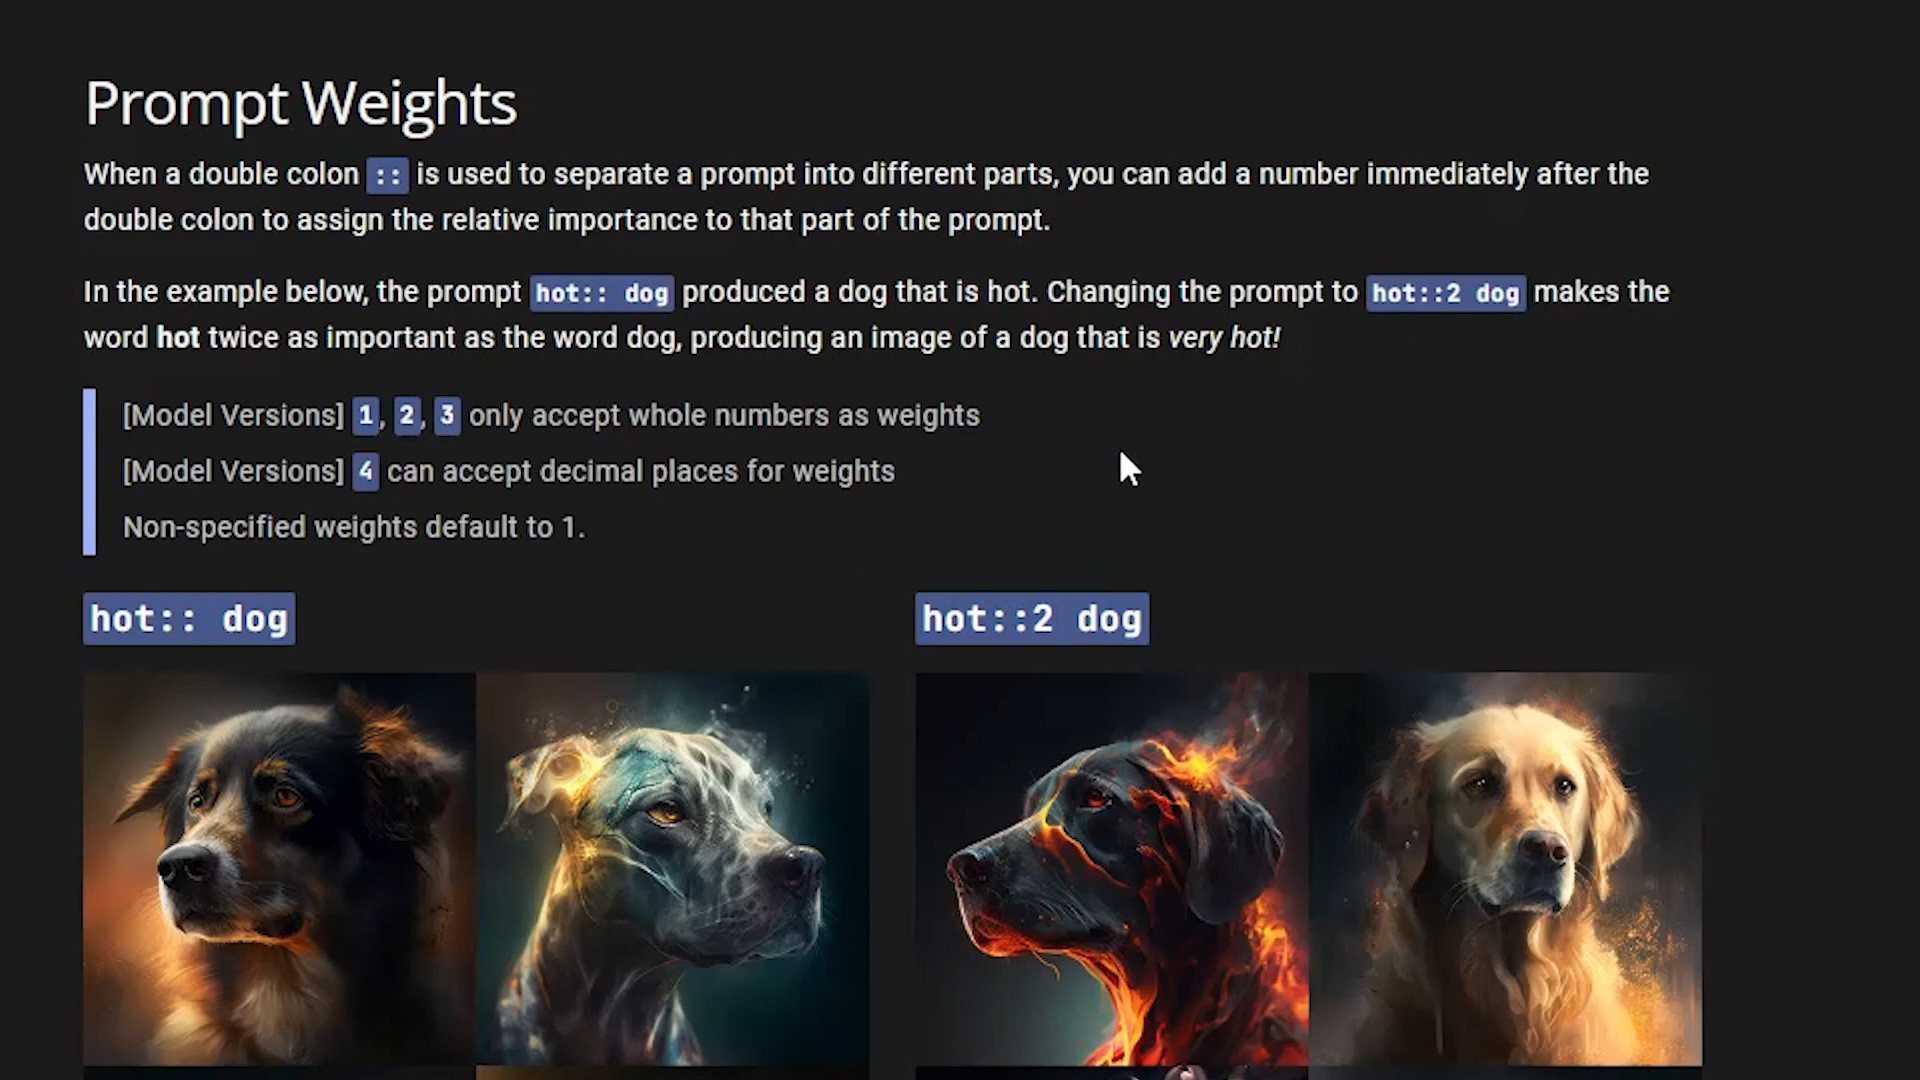 Prompt Weights
When a double colon :: is used to separate a prompt into different parts, you can add a number immediately after the
double colon to assign the relative importance to that part of the prompt.
In the example below, the prompt hot:: dog produced a dog that is hot. Changing the prompt to hot::2 dog makes the
word hot twice as important as the word dog, producing an image of a dog that is very hot!
[Model Versions] 1, 2, 3 only accept whole numbers as weights
[Model Versions] 4 can accept decimal places for weights
Non-specified weights default to 1.
hot:: dog
hot::2 dog